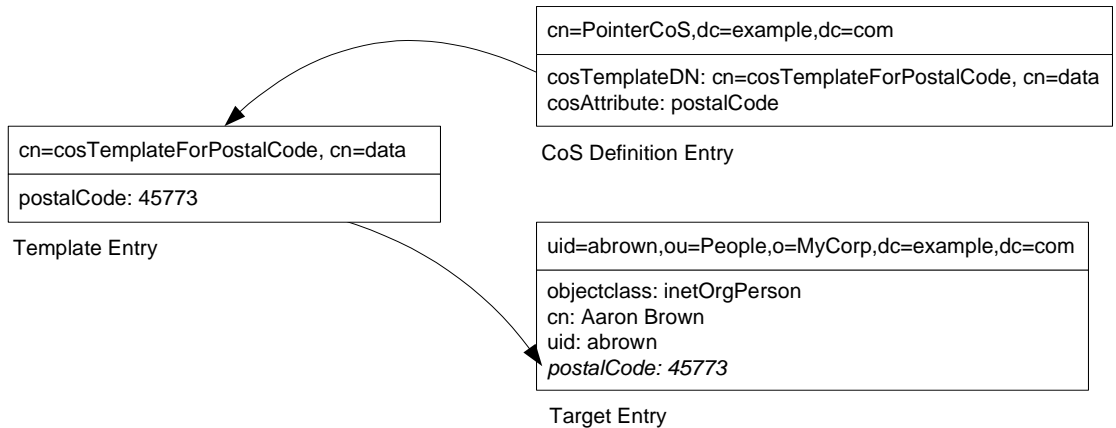 cn=PointerCoS,dc=example,dc=com
cosTemplateDN: cn=cosTemplateForPostalCode, cn=data
cosAttribute: postalCode
CoS Definition Entry
cn=cosTemplateForPostalCode, cn=data
postalCode: 45773
Template Entry
uid=abrown,ou=People,o=MyCorp,dc=example,dc=com
objectclass: inetOrgPerson
cn: Aaron Brown
uid: abrown
postalCode: 45773
Target Entry